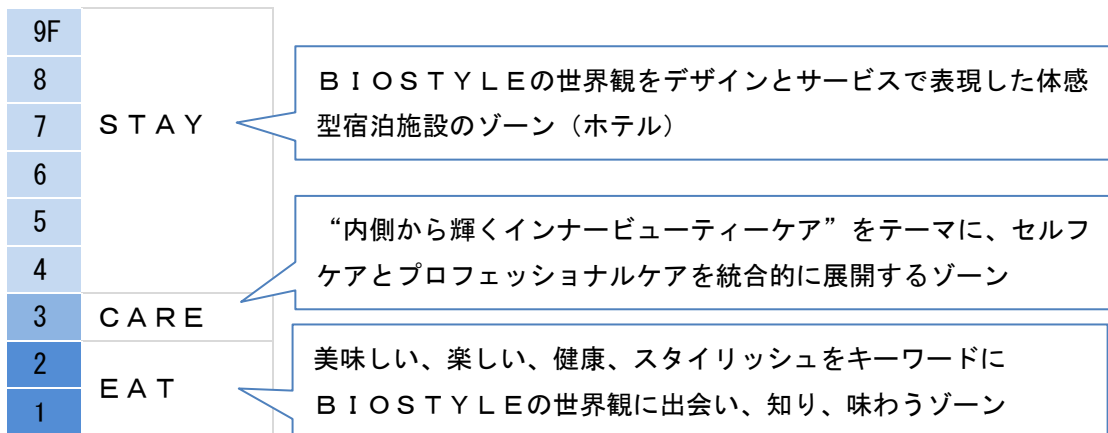 9F
8
7
6
5
4
3
2
1
ＳＴＡＹ
ＣＡＲＥ
ＥＡＴ
ＢＩＯＳＴＹＬＥの世界観をデザインとサービスで表現した体感
型宿泊施設のゾーン（ホテル）
“内側から輝くインナービューティーケア”をテーマに、セルフ
ケアとプロフェッショナルケアを統合的に展開するゾーン
美味しい、楽しい、健康、スタイリッシュをキーワードに
ＢＩＯＳＴＹＬＥの世界観に出会い、知り、味わうゾーン